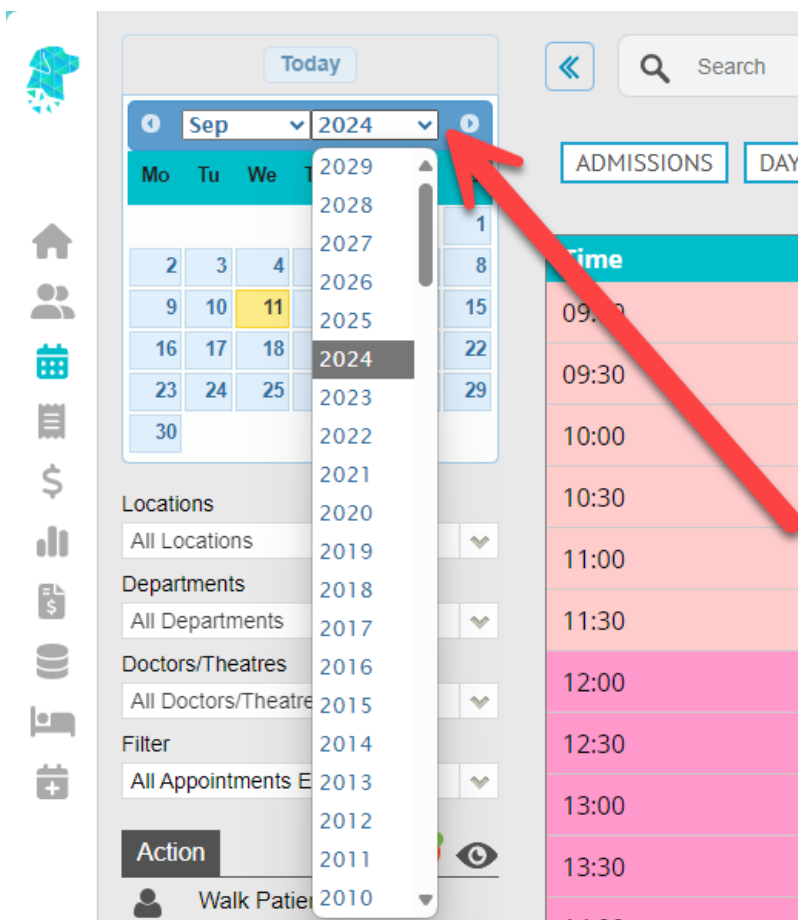 Today
Search
Sep 2024
ADMISSIONS
Mo Tu We
1
2 3 4 8
9 10 11 15
16 17 18 22
23 24 25 29
30
2029
2028
2027
2026
2025
2024
2023
2022
2021
2020
2019
2018
2017
2016
2015
2014
2013
2012
2011
2010
Locations
All Locations
Departments
All Departments
Doctors/Theatres
All Doctors/Theatre
Filter
All Appointments E
Action
Walk Patie
09:30
10:00
10:30
11:00
11:30
12:00
12:30
13:00
13:30